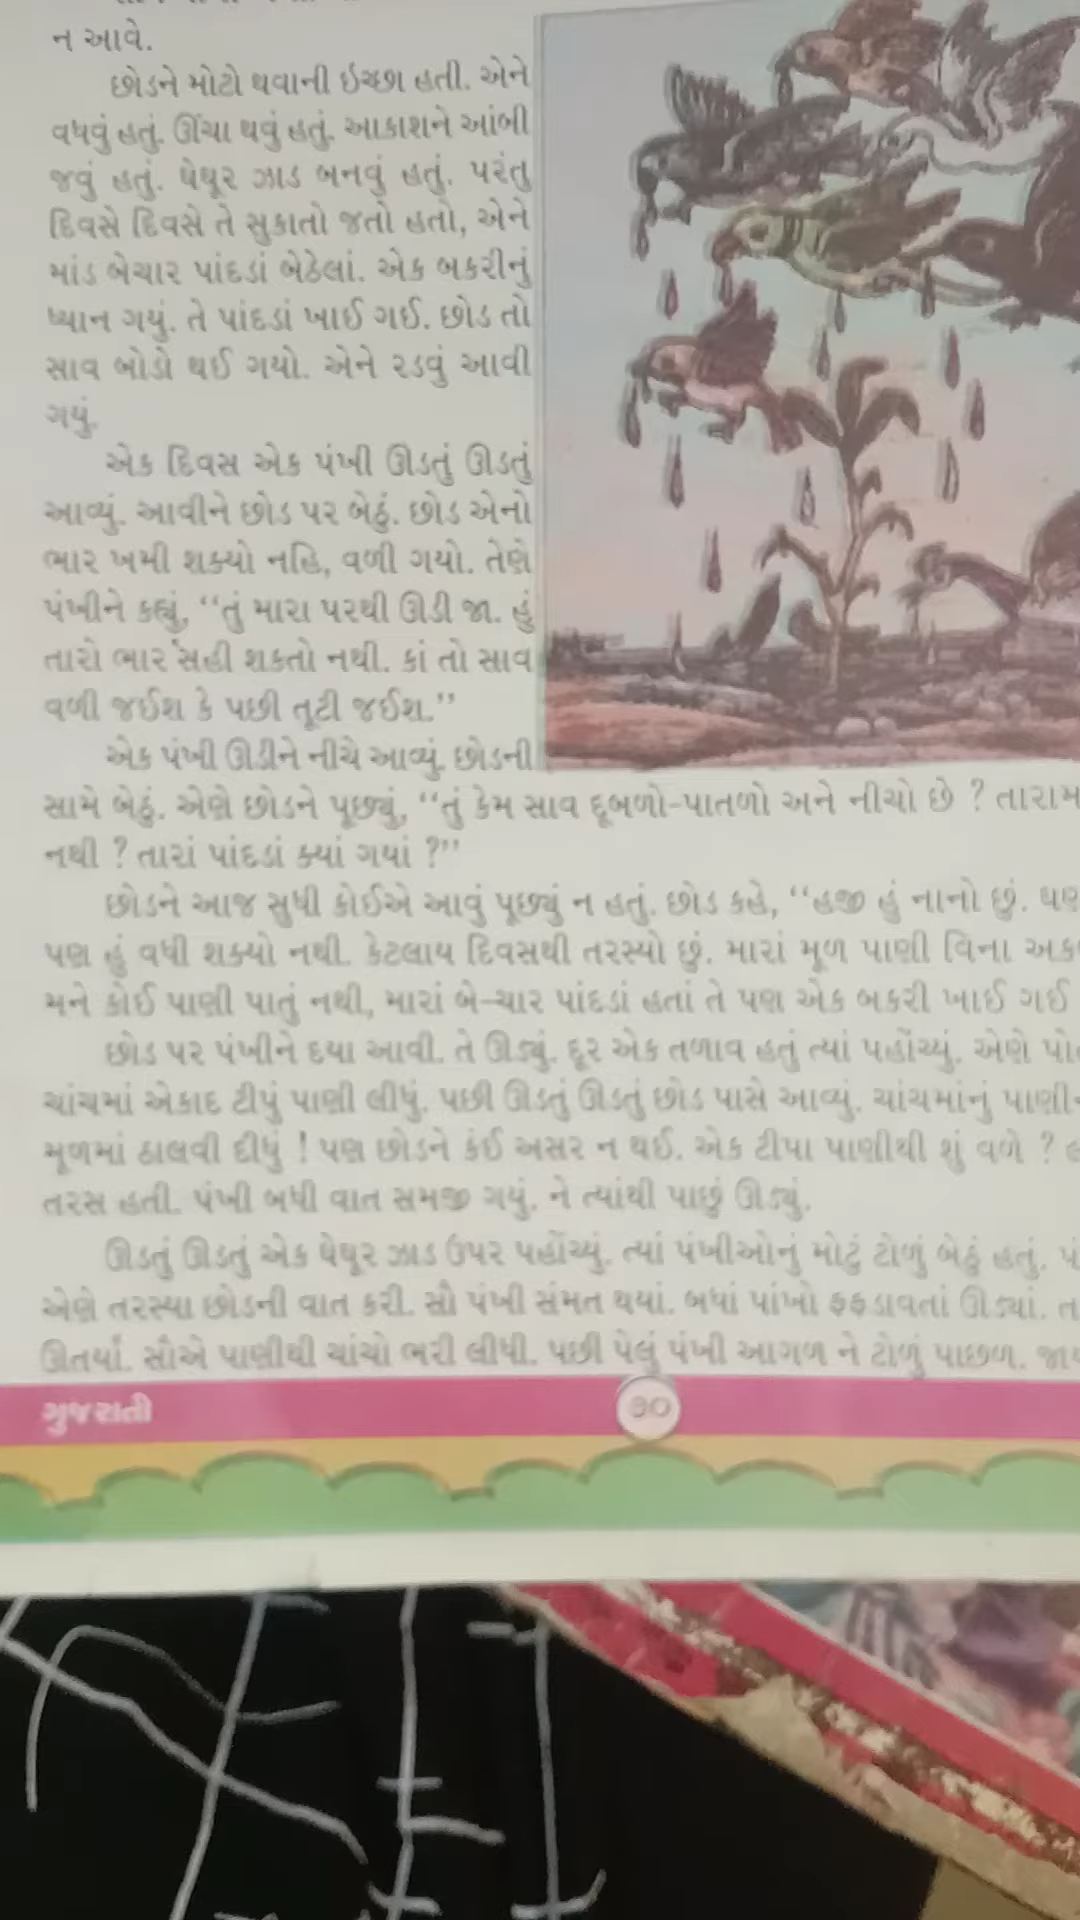 ન આવે.
છોડને મોટો થવાની ઇચ્છા હતી. એને
વધવું હતું. ઊંચા થવું હતું. આકાશને આંબી
જવું હતું. ઘેઘૂર ઝાડ બનવું હતું. પરંતુ
દિવસે દિવસે તે સુકાતો જતો હતો, એને
માંડ બેચાર પાંદડાં બેઠેલાં. એક બકરીનું
ધ્યાન ગયું. તે પાંદડાં ખાઈ ગઈ. છોડ તો
સાવ બોડો થઈ ગયો. એને રડવું આવી
ગયું.
એક દિવસ એક પંખી ઊડતું ઊડતું
આવ્યું. આવીને છોડ પર બેઠું. છોડ એનો
ભાર ખમી શક્યો નહિ, વળી ગયો. તેણે
પંખીને કહ્યું, “તું મારા પરથી ઊડી જા. હું
તારો ભાર સહી શકતો નથી. કાં તો સાવ
વળી જઈશ કે પછી તૂટી જઈશ.”
એક પંખી ઊડીને નીચે આવ્યું. છોડની
સામે બેઠું. એણે છોડને પૂછ્યું, “તું કેમ સાવ દૂબળો-પાતળો અને નીચો છે ?
નથી ? તારાં પાંદડાં ક્યાં ગયાં ?”
છોડને આજ સુધી કોઈએ આવું પૂછ્યું ન હતું. છોડ કહે, “હજી હું નાનો છું.
પણ હું વધી શક્યો નથી. કેટલાય દિવસથી તરસ્યો છું. મારાં મૂળ પાણી વિના
મને કોઈ પાણી પાતું નથી, મારાં બે-ચાર પાંદડાં હતાં તે પણ એક બકરી ખાઈ ગઈ
છોડ પર પંખીને દયા આવી. તે ઊડ્યું. દૂર એક તળાવ હતું ત્યાં પહોંચ્યું. એણે
ચાંચમાં એકાદ ટીપું પાણી લીધું. પછી ઊડતું ઊડતું છોડ પાસે આવ્યું. ચાંચમાંનું
મૂળમાં ઠાલવી દીધું ! પણ છોડને કંઈ અસર ન થઈ. એક ટીપા પાણીથી શું વળે ?
તરસ હતી. પંખી બધી વાત સમજી ગયું. ને ત્યાંથી પાછું ઊડ્યું.
ઊડતું ઊડતું એક ઘેઘૂર ઝાડ ઉપર પહોંચ્યું. ત્યાં પંખીઓનું મોટું ટોળું બેઠું હતું.
એણે તરસ્યા છોડની વાત કરી. સૌ પંખી સંમત થયાં. બધાં પાંખો ફફડાવતાં ઊડ્યાં.
ઊતર્યાં. સૌએ પાણીથી ચાંચો ભરી લીધી. પછી પેલું પંખી આગળ ને ટોળું પાછળ.
ગુજરાતી
૭૦